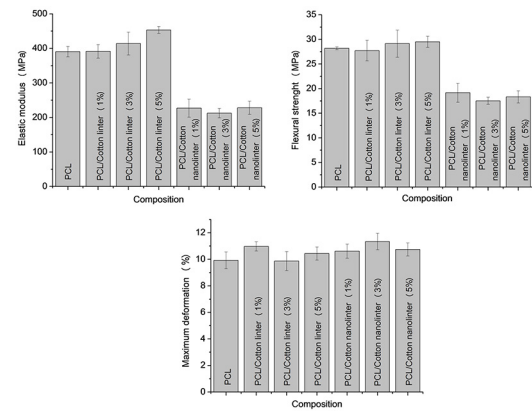 Elastic modulus (MPa)
500
400
300
200
100
0
PCL
PCL/Cotton linter (1%)
PCL/Cotton linter (3%)
PCL/Cotton linter (5%)
PCL/Cotton
nanolinter (1%)
PCL/Cotton
nanolinter (3%)
PCL/Cotton
nanolinter (5%)
Composition
Flexural strenght (MPa)
35
30
25
20
15
10
5
0
PCL
PCL/Cotton linter (1%)
PCL/Cotton linter (3%)
PCL/Cotton linter (5%)
PCL/Cotton
nanolinter (1%)
PCL/Cotton
nanolinter (3%)
PCL/Cotton
nanolinter (5%)
Composition
Maximum deformation (%)
14
12
10
8
6
4
2
0
PCL
PCL/Cotton linter (1%)
PCL/Cotton linter (3%)
PCL/Cotton linter (5%)
PCL/Cotton nanolinter (1%)
PCL/Cotton nanolinter (3%)
PCL/Cotton nanolinter (5%)
Composition